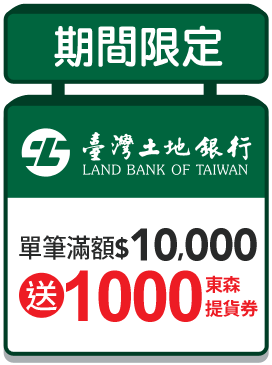 期間限定
臺灣土地銀行
LAND BANK OF TAIWAN
單筆滿額$10,000
送1000東森
提貨券